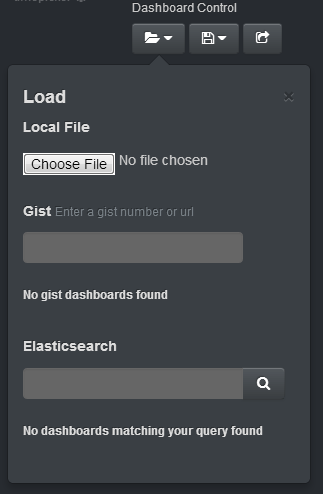 Dashboard Control
Load
Local File
Choose File No file chosen
Gist Enter a gist number or url
No gist dashboards found
Elasticsearch
No dashboards matching your query found